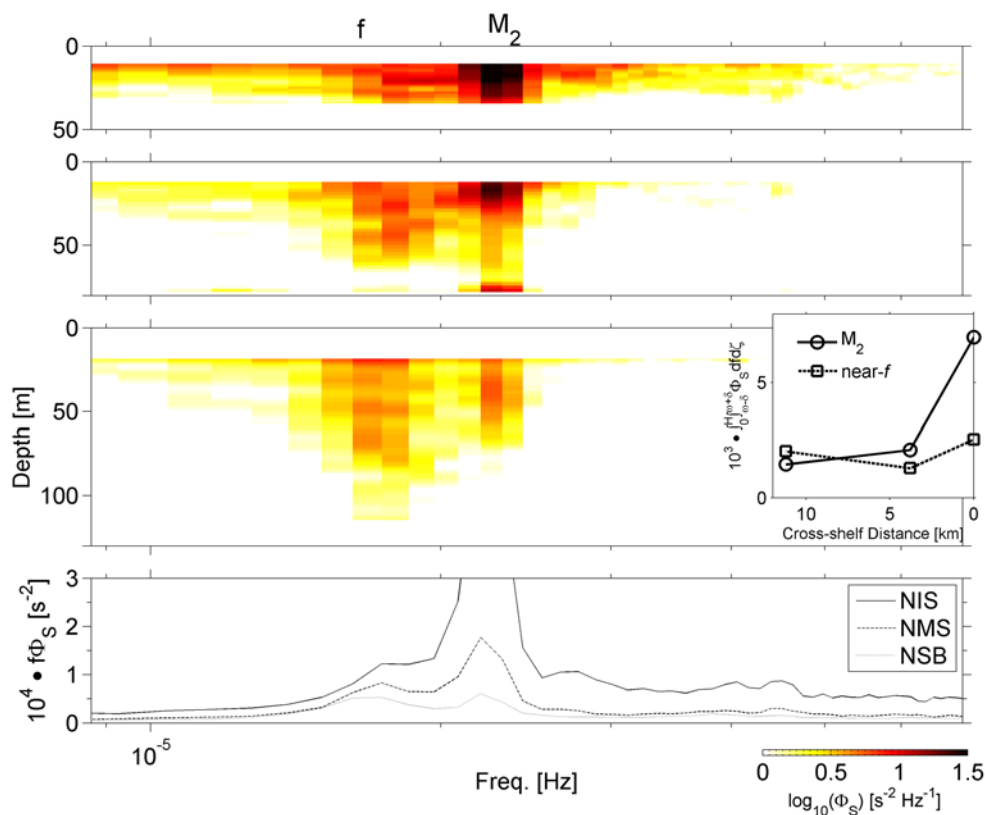 f M₂
0
50
0
50
0
50
100
Depth [m]
M₂
near-f
10³ • ∫₀ᴴ∫ω-δ^ω+δ Φ_S dfdζ
5
0
10 5 0
Cross-shelf Distance [km]
3
2
1
0
10⁴ • fΦ_S [s⁻²]
NIS
NMS
NSB
10⁻⁵
Freq. [Hz]
0 0.5 1.0 1.5
log₁₀(Φ_S) [s⁻² Hz⁻¹]